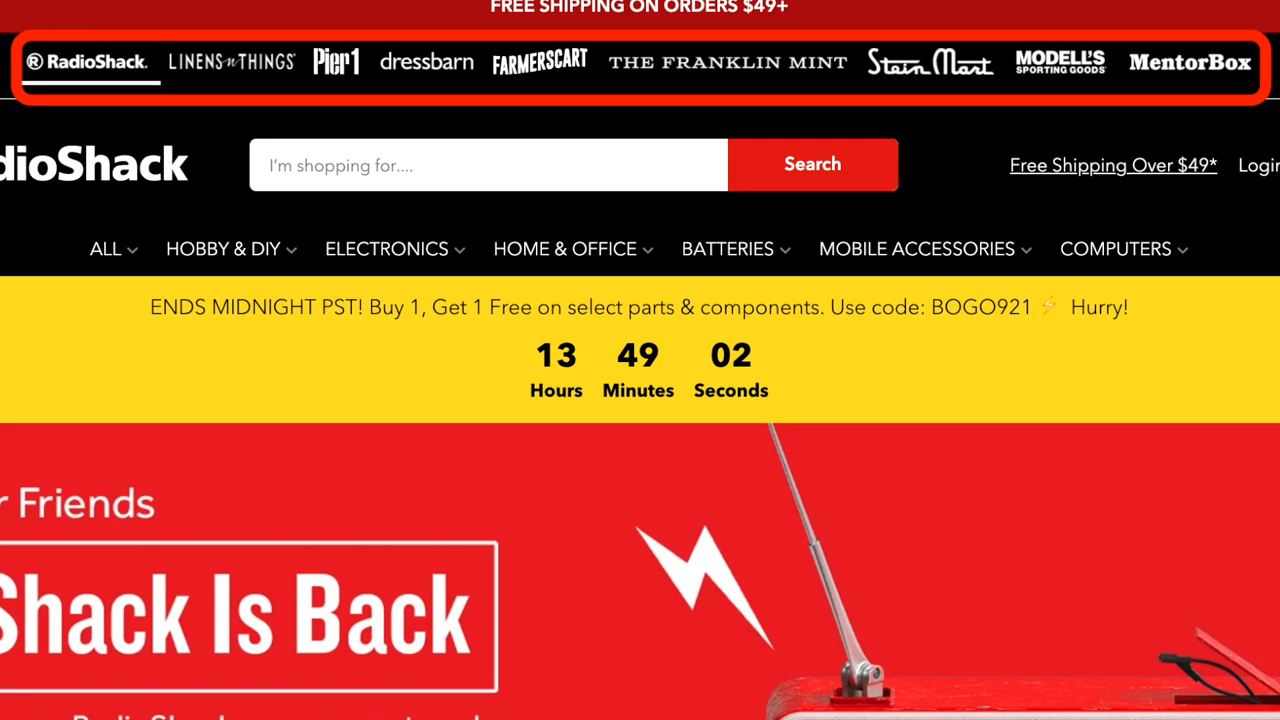 FREE SHIPPING ON ORDERS $49+
® RadioShack. LINENS n THINGS® Pier1 dressbarn FARMERSCART THE FRANKLIN MINT Stein Mart MODELL'S SPORTING GOODS® MentorBox
dioShack I'm shopping for.... Search Free Shipping Over $49* Login
ALL HOBBY & DIY ELECTRONICS HOME & OFFICE BATTERIES MOBILE ACCESSORIES COMPUTERS
ENDS MIDNIGHT PST! Buy 1, Get 1 Free on select parts & components. Use code: BOGO921 ⚡ Hurry!
13 49 02
Hours Minutes Seconds
r Friends
Shack Is Back